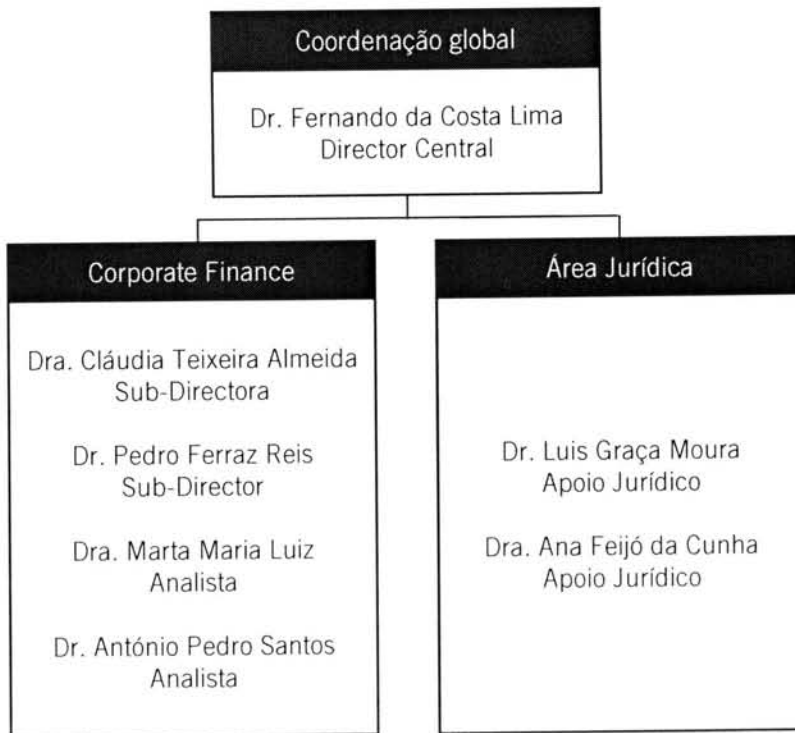 Coordenação global
Dr. Fernando da Costa Lima
Director Central
Corporate Finance
Dra. Cláudia Teixeira Almeida
Sub-Directora
Dr. Pedro Ferraz Reis
Sub-Director
Dra. Marta Maria Luiz
Analista
Dr. António Pedro Santos
Analista
Área Jurídica
Dr. Luis Graça Moura
Apoio Jurídico
Dra. Ana Feijó da Cunha
Apoio Jurídico